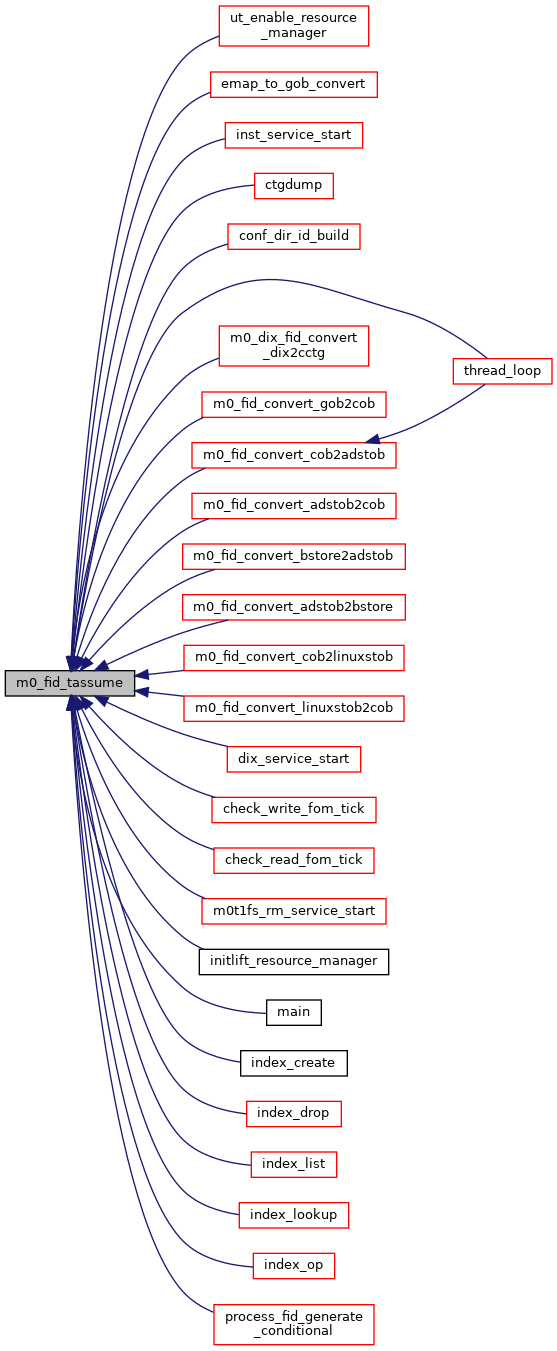 ut_enable_resource
_manager
emap_to_gob_convert
inst_service_start
ctgdump
conf_dir_id_build
m0_dix_fid_convert
_dix2cctg
thread_loop
m0_fid_convert_gob2cob
m0_fid_convert_cob2adstob
m0_fid_convert_adstob2cob
m0_fid_convert_bstore2adstob
m0_fid_convert_adstob2bstore
m0_fid_convert_cob2linuxstob
m0_fid_tassume
m0_fid_convert_linuxstob2cob
dix_service_start
check_write_fom_tick
check_read_fom_tick
m0t1fs_rm_service_start
initlift_resource_manager
main
index_create
index_drop
index_list
index_lookup
index_op
process_fid_generate
_conditional